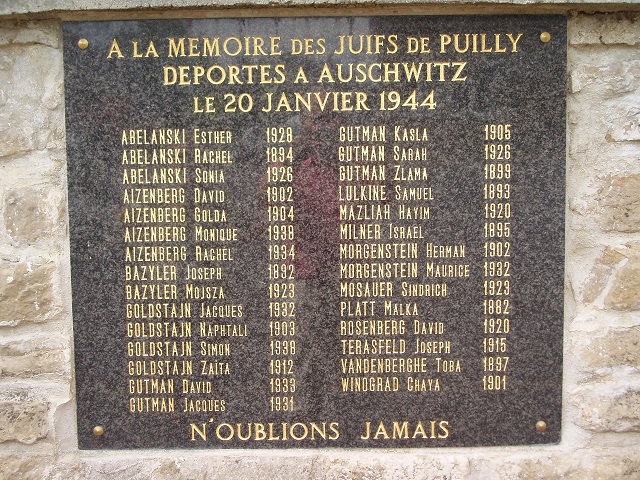 A LA MEMOIRE DES JUIFS DE PUILLY
DEPORTES A AUSCHWITZ
LE 20 JANVIER 1944
ABELANSKI ESTHER 1928
ABELANSKI RACHEL 1894
ABELANSKI SONIA 1926
AIZENBERG DAVID 1902
AIZENBERG GOLDA 1904
AIZENBERG MONIQUE 1938
AIZENBERG RACHEL 1934
BAZYLER JOSEPH 1892
BAZYLER MOJSZA 1923
GOLDSTAJN JACQUES 1932
GOLDSTAJN NAPHTALI 1903
GOLDSTAJN SIMON 1938
GOLDSTAJN ZALTA 1912
GUTMAN DAVID 1933
GUTMAN JACQUES 1931
GUTMAN KASLA 1905
GUTMAN SARAH 1926
GUTMAN ZLAMA 1899
LULKINE SAMUEL 1893
MAZLIAH HAYIM 1920
MILNER ISRAEL 1895
MORGENSTEIN HERMAN 1902
MORGENSTEIN MAURICE 1932
MOSAUER SINDRICH 1923
PLATT MALKA 1882
ROSENBERG DAVID 1920
TERASFELD JOSEPH 1915
VANDENBERGHE TOBA 1897
WINOGRAD CHAYA 1901
N'OUBLIONS JAMAIS